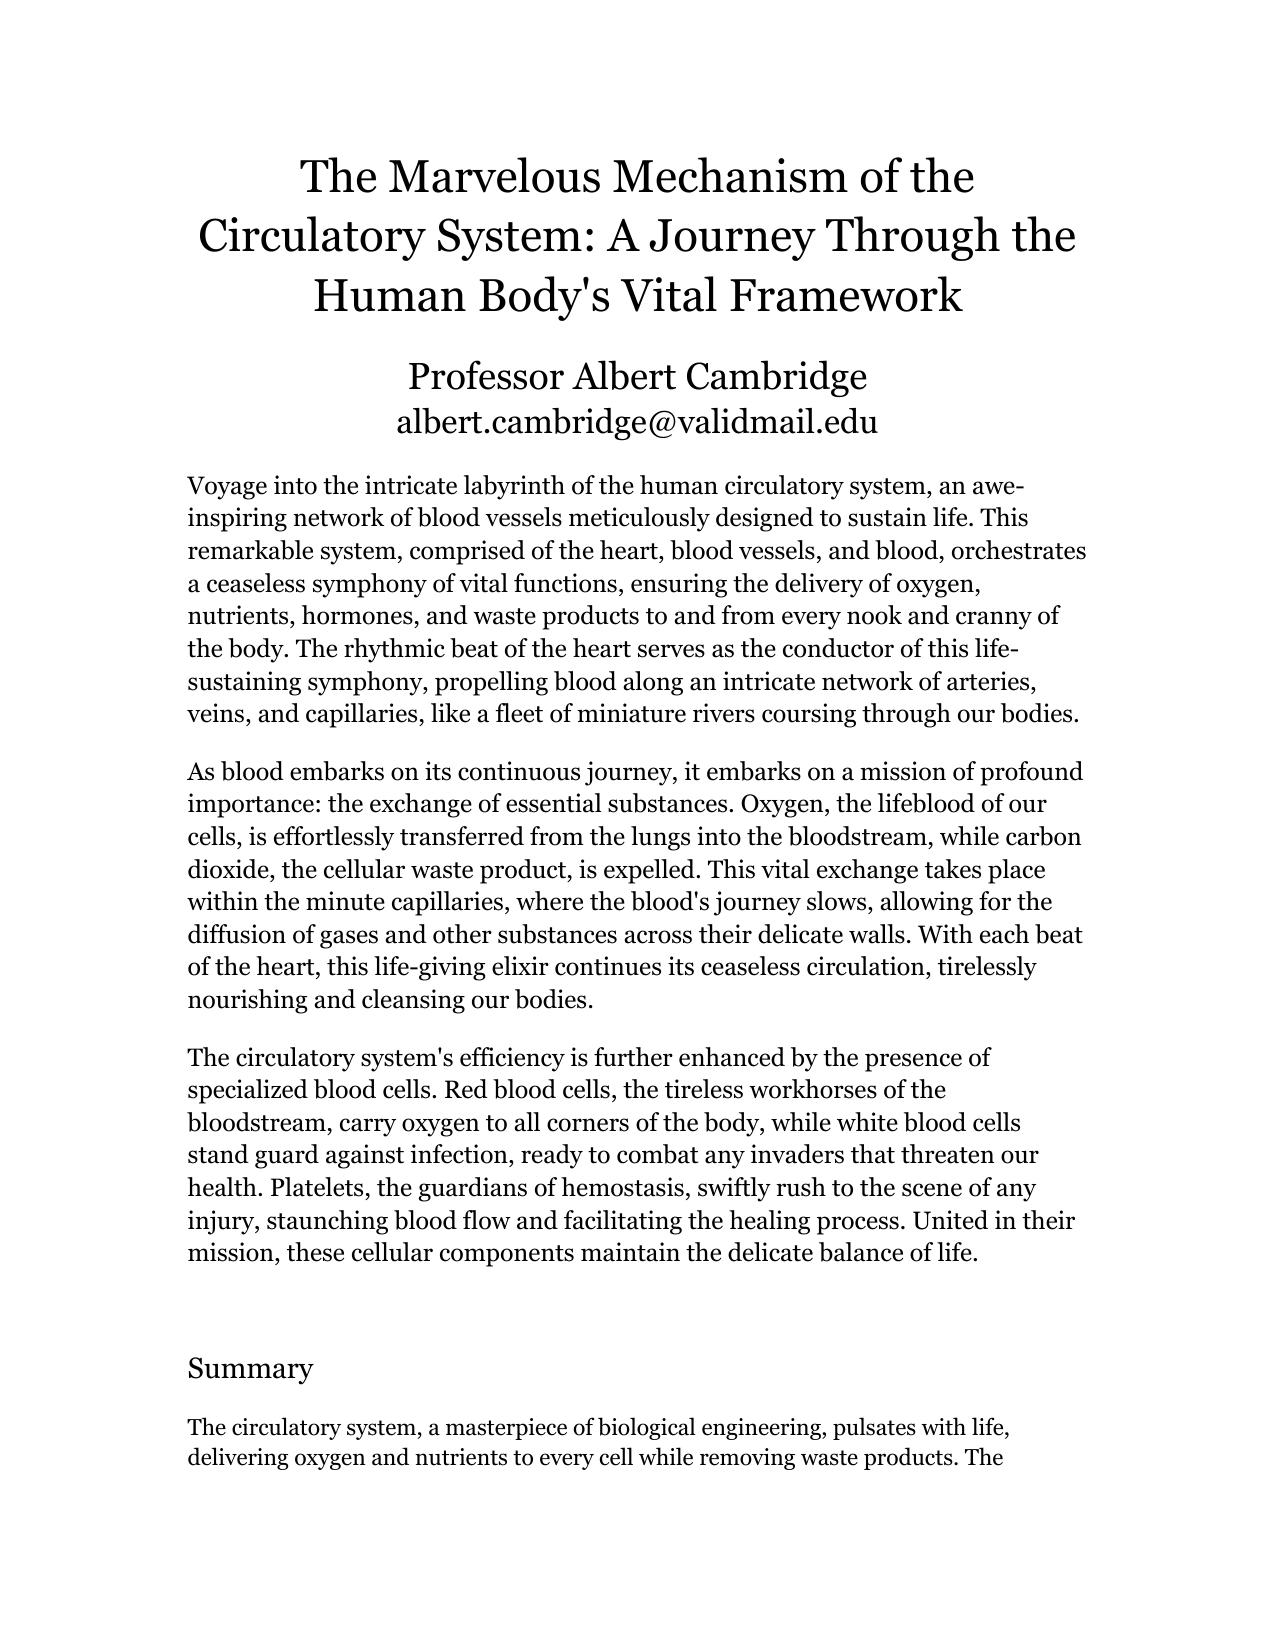 The Marvelous Mechanism of the
Circulatory System: A Journey Through the
Human Body's Vital Framework
Professor Albert Cambridge
albert.cambridge@validmail.edu
Voyage into the intricate labyrinth of the human circulatory system, an awe-
inspiring network of blood vessels meticulously designed to sustain life. This
remarkable system, comprised of the heart, blood vessels, and blood, orchestrates
a ceaseless symphony of vital functions, ensuring the delivery of oxygen,
nutrients, hormones, and waste products to and from every nook and cranny of
the body. The rhythmic beat of the heart serves as the conductor of this life-
sustaining symphony, propelling blood along an intricate network of arteries,
veins, and capillaries, like a fleet of miniature rivers coursing through our bodies.
As blood embarks on its continuous journey, it embarks on a mission of profound
importance: the exchange of essential substances. Oxygen, the lifeblood of our
cells, is effortlessly transferred from the lungs into the bloodstream, while carbon
dioxide, the cellular waste product, is expelled. This vital exchange takes place
within the minute capillaries, where the blood's journey slows, allowing for the
diffusion of gases and other substances across their delicate walls. With each beat
of the heart, this life-giving elixir continues its ceaseless circulation, tirelessly
nourishing and cleansing our bodies.
The circulatory system's efficiency is further enhanced by the presence of
specialized blood cells. Red blood cells, the tireless workhorses of the
bloodstream, carry oxygen to all corners of the body, while white blood cells
stand guard against infection, ready to combat any invaders that threaten our
health. Platelets, the guardians of hemostasis, swiftly rush to the scene of any
injury, staunching blood flow and facilitating the healing process. United in their
mission, these cellular components maintain the delicate balance of life.
Summary
The circulatory system, a masterpiece of biological engineering, pulsates with life,
delivering oxygen and nutrients to every cell while removing waste products. The